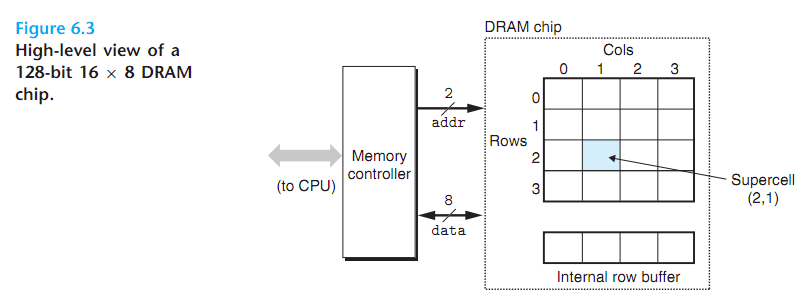 Figure 6.3
High-level view of a
128-bit 16 × 8 DRAM
chip.
DRAM chip
Cols
0 1 2 3
2
addr
0
1
Rows
2
3
Memory
controller
(to CPU)
8
data
Supercell
(2,1)
Internal row buffer